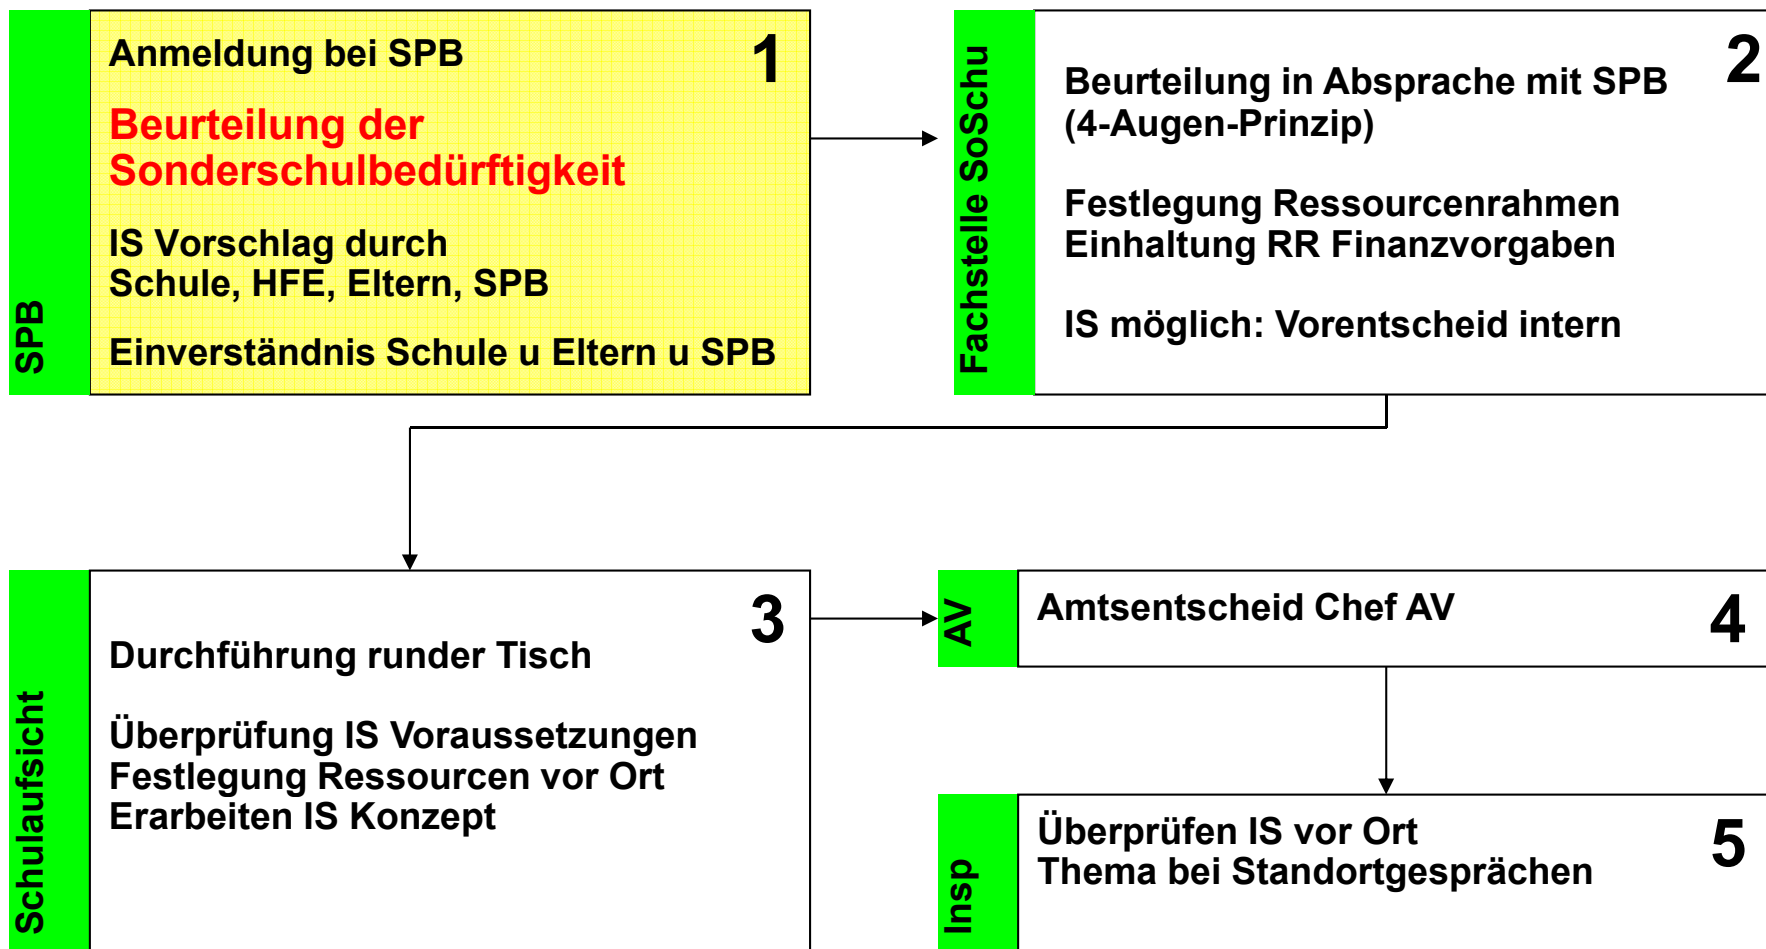 SPB
Anmeldung bei SPB
1
Beurteilung der
Sonderschulbedürftigkeit
IS Vorschlag durch
Schule, HFE, Eltern, SPB
Einverständnis Schule u Eltern u SPB
Fachstelle SoSchu
2
Beurteilung in Absprache mit SPB
(4-Augen-Prinzip)
Festlegung Ressourcenrahmen
Einhaltung RR Finanzvorgaben
IS möglich: Vorentscheid intern
Schulaufsicht
3
Durchführung runder Tisch
Überprüfung IS Voraussetzungen
Festlegung Ressourcen vor Ort
Erarbeiten IS Konzept
AV
Amtsentscheid Chef AV
4
Insp
Überprüfen IS vor Ort
5
Thema bei Standortgesprächen